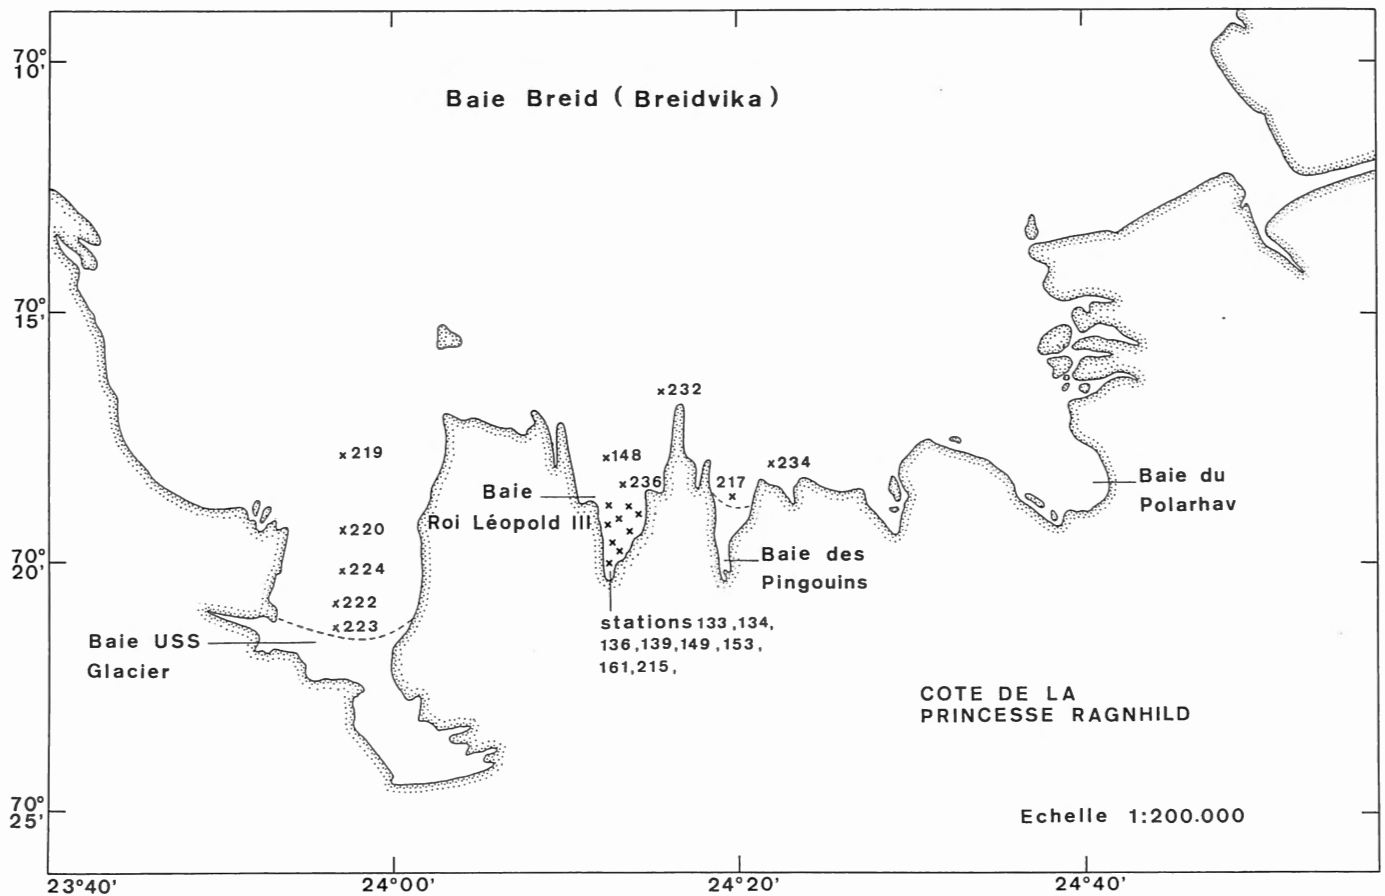 70°
10'
Baie Breid (Breidvika)
70°
15'
x232
x219
x148
x234
x236
217
Baie
Roi Léopold III
Baie du
Polarhav
x220
70°
20'
x224
Baie des
Pingouins
x222
x223
stations 133,134,
136,139,149,153,
161,215,
Baie USS
Glacier
COTE DE LA
PRINCESSE RAGNHILD
70°
25'
Echelle 1:200.000
23°40'
24°00'
24°20'
24°40'